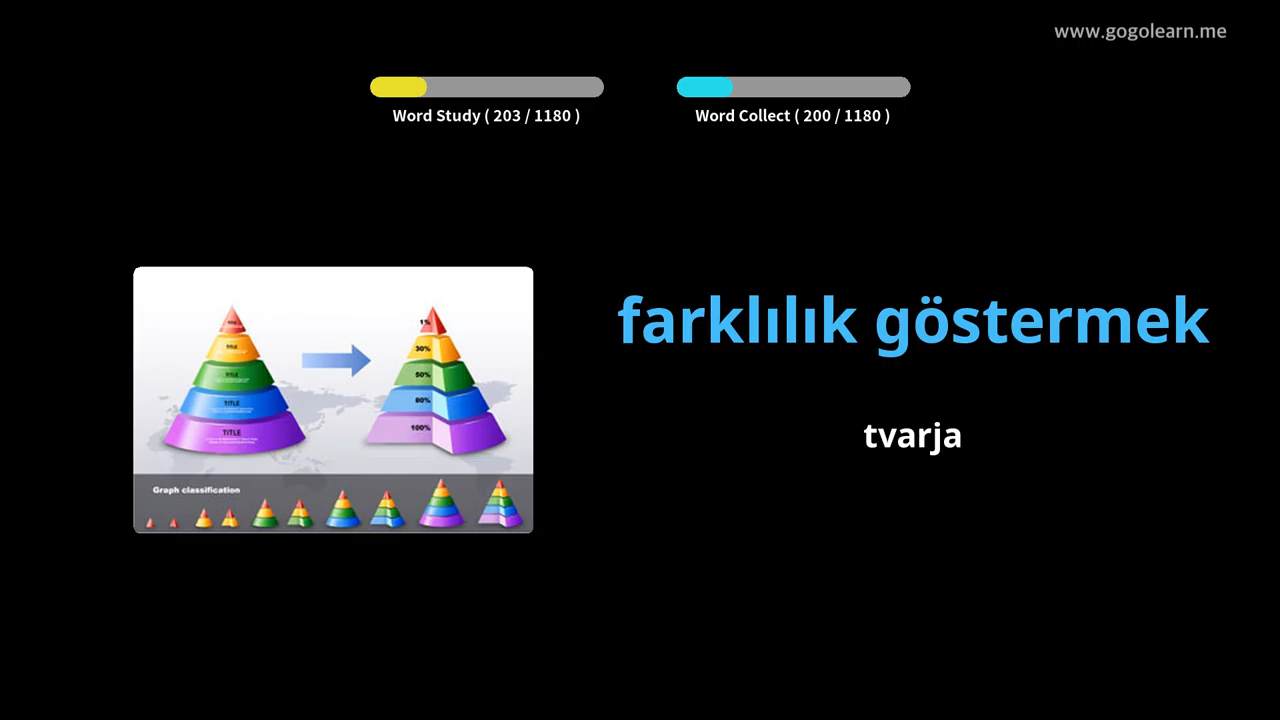 www.gogolearn.me
Word Study ( 203 / 1180 )
Word Collect ( 200 / 1180 )
farklılık göstermek
tvarja
TITLE
TITLE
TITLE
TITLE
1%
30%
50%
80%
100%
Graph classification